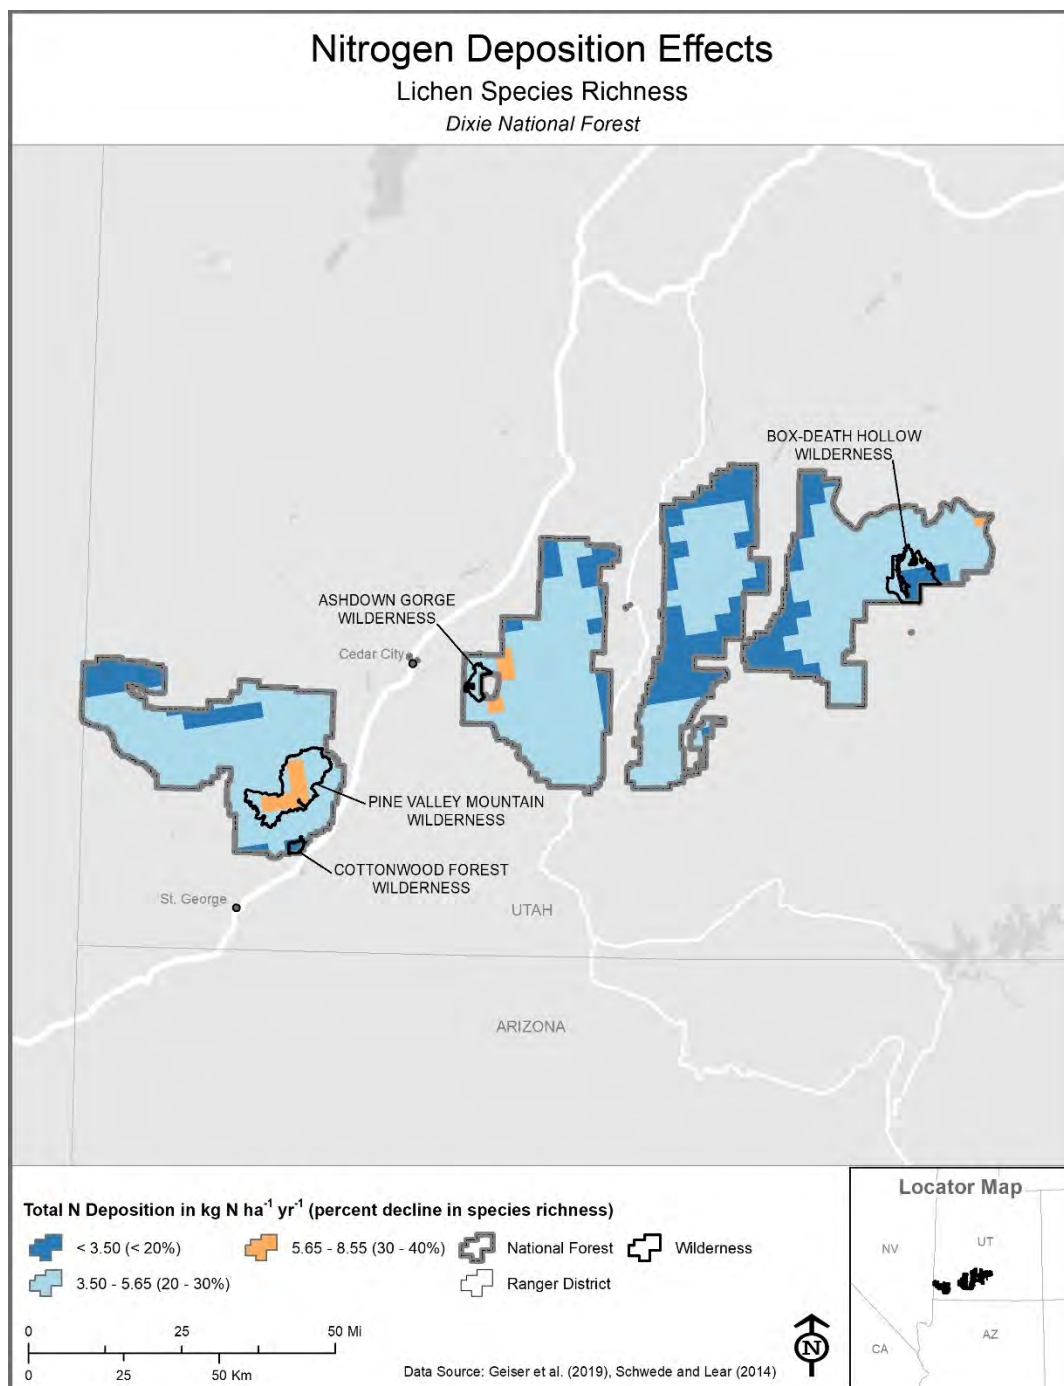 Nitrogen Deposition Effects
Lichen Species Richness
Dixie National Forest
BOX-DEATH HOLLOW
WILDERNESS
ASHDOWN GORGE
WILDERNESS
Cedar City
PINE VALLEY MOUNTAIN
WILDERNESS
COTTONWOOD FOREST
WILDERNESS
St. George
UTAH
ARIZONA
Total N Deposition in kg N ha⁻¹ yr⁻¹ (percent decline in species richness)
< 3.50 (< 20%)
5.65 - 8.55 (30 - 40%)
National Forest
Wilderness
3.50 - 5.65 (20 - 30%)
Ranger District
0 25 50 Mi
0 25 50 Km
N
Data Source: Geiser et al. (2019), Schwede and Lear (2014)
Locator Map
NV
UT
CA
AZ